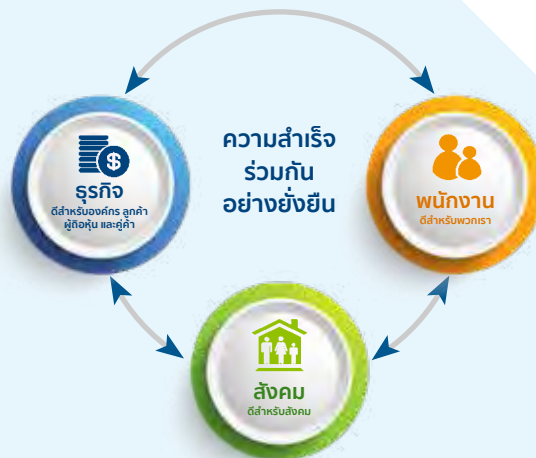 ความสำเร็จ
ร่วมกัน
อย่างยั่งยืน
ธุรกิจ
ดีสำหรับองค์กร ลูกค้า
ผู้ถือหุ้น และคู่ค้า
พนักงาน
ดีสำหรับพวกเรา
สังคม
ดีสำหรับสังคม